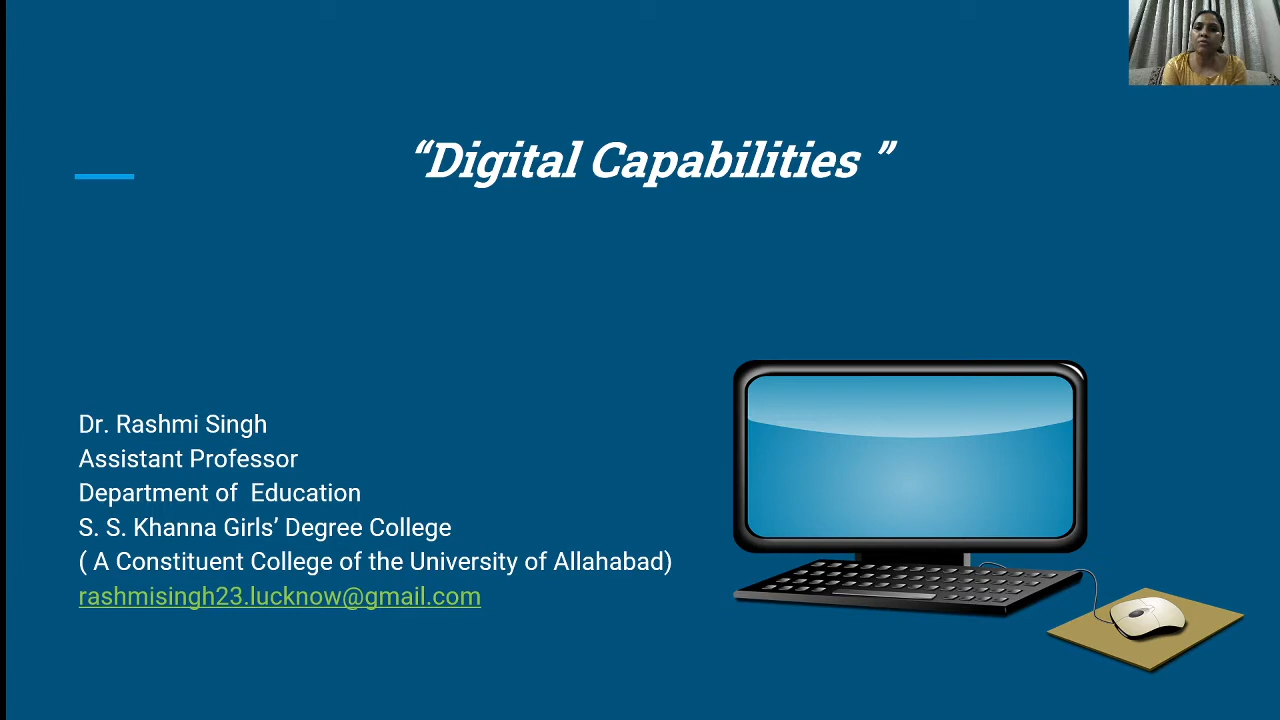 “Digital Capabilities ”
Dr. Rashmi Singh
Assistant Professor
Department of  Education
S. S. Khanna Girls’ Degree College
( A Constituent College of the University of Allahabad)
rashmisingh23.lucknow@gmail.com